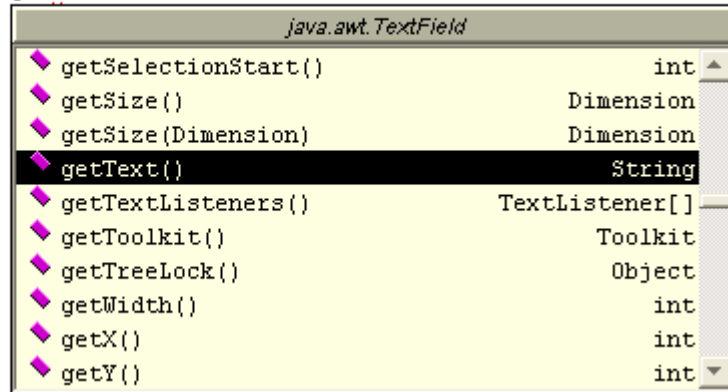 java.awt.TextField
getSelectionStart() int
getSize() Dimension
getSize(Dimension) Dimension
getText() String
getTextListeners() TextListener[]
getToolkit() Toolkit
getTreeLock() Object
getWidth() int
getX() int
getY() int